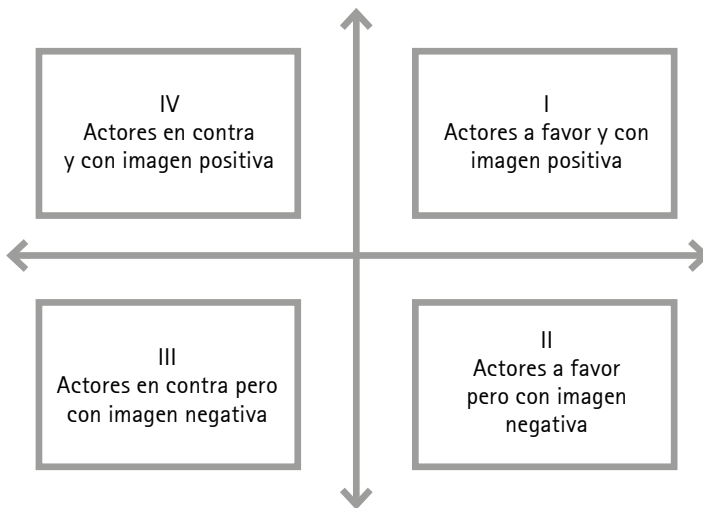 IV
Actores en contra
y con imagen positiva
I
Actores a favor y con
imagen positiva
III
Actores en contra pero
con imagen negativa
II
Actores a favor
pero con imagen
negativa